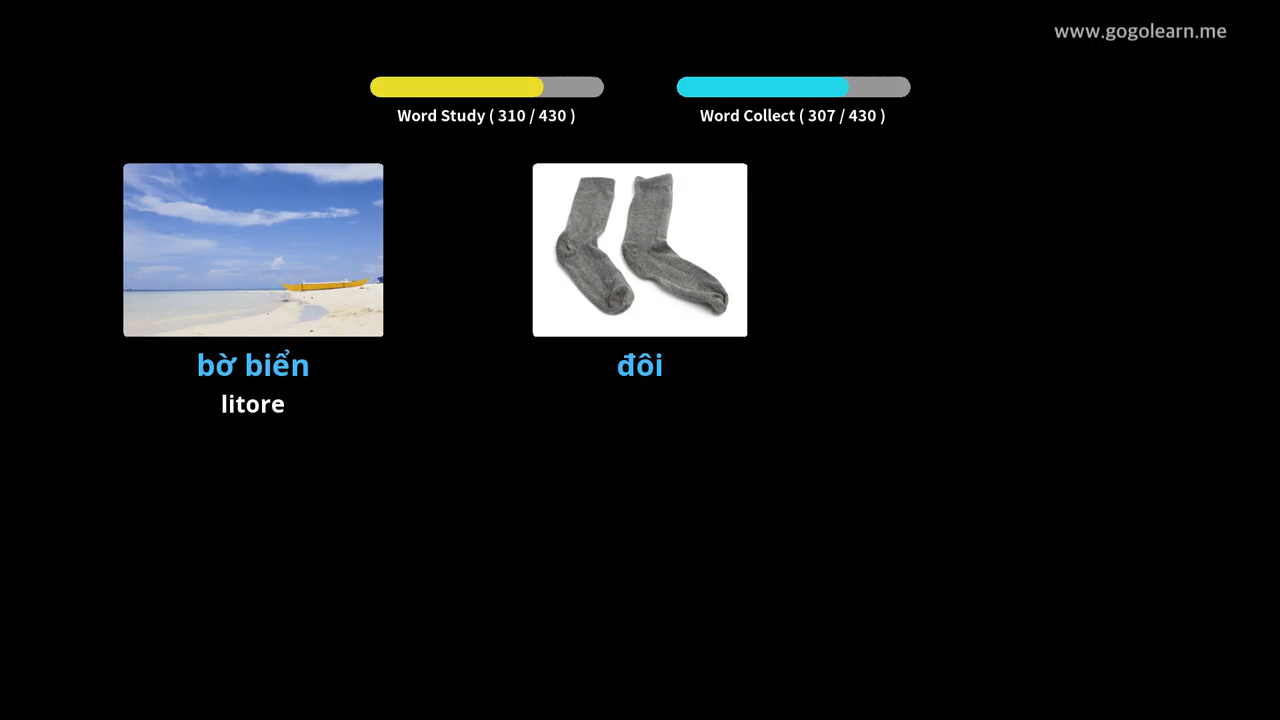 www.gogolearn.me
Word Study ( 310 / 430 )
Word Collect ( 307 / 430 )
bờ biển
litore
đôi